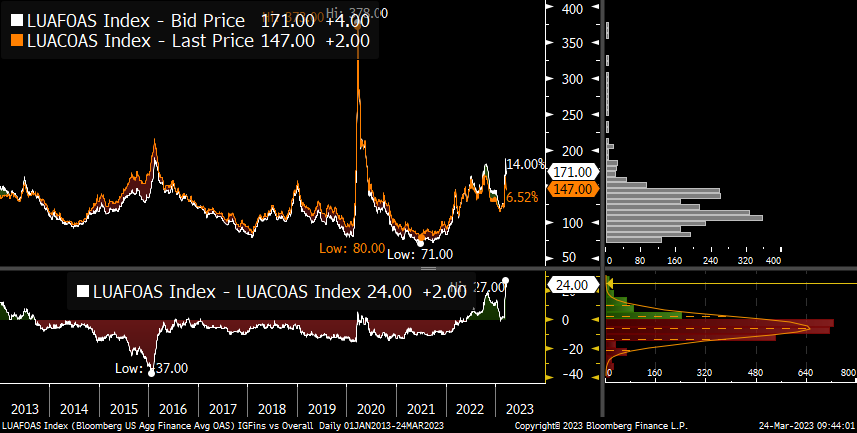 LUAFOAS Index - Bid Price 171.00 +4.00
LUACOAS Index - Last Price 147.00 +2.00
Hi: 378.00
400
350
300
250
200
171.00
147.00
100
50
14.00%
6.52%
Low: 80.00
Low: 71.00
0 80 160 240 320 400
LUAFOAS Index - LUACOAS Index 24.00 +2.00
Hi: 27.00
24.00
0
-20
-40
Low: -37.00
0 160 320 480 640 800
2013 2014 2015 2016 2017 2018 2019 2020 2021 2022 2023
LUAFOAS Index (Bloomberg US Agg Finance Avg OAS) IGFins vs Overall Daily 01JAN2013-24MAR2023 Copyright© 2023 Bloomberg Finance L.P. 24-Mar-2023 09:44:01